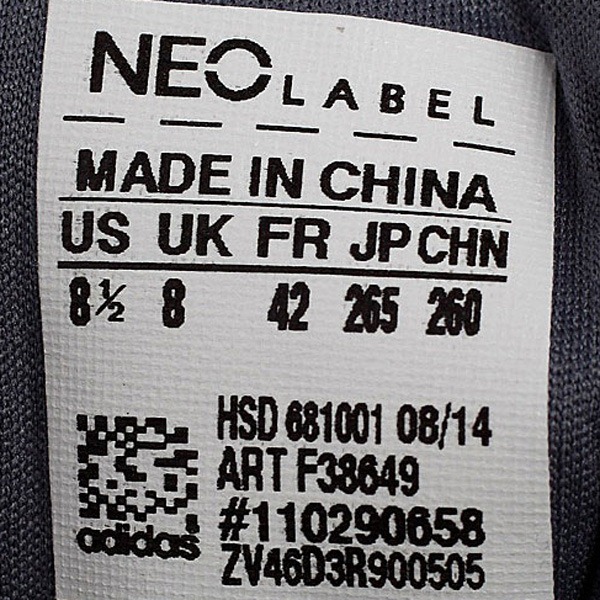 NEO LABEL
MADE IN CHINA
US UK FR JP CHN
8½ 8 42 265 260
HSD 681001 08/14
ART F38649
#110290658
adidas
ZV46D3R900505